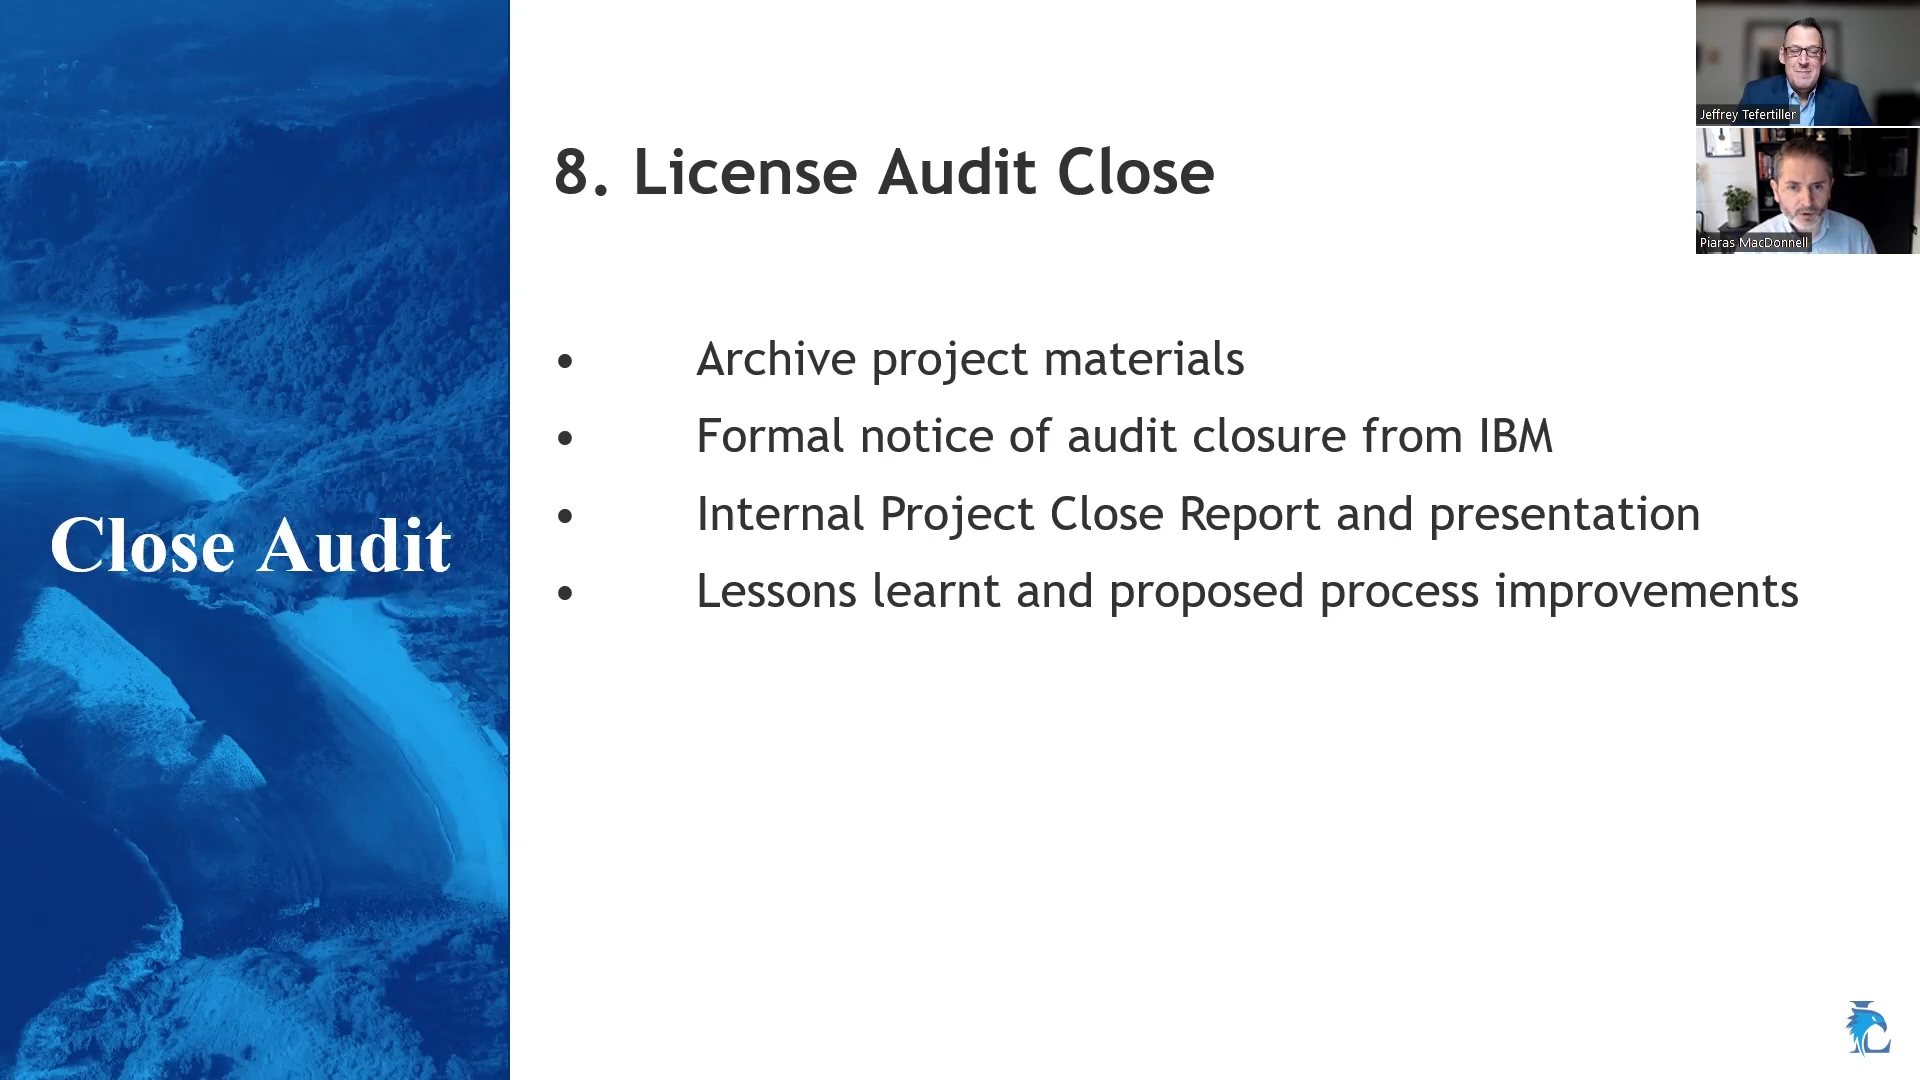 Close Audit
8. License Audit Close
• Archive project materials
• Formal notice of audit closure from IBM
• Internal Project Close Report and presentation
• Lessons learnt and proposed process improvements
Jeffrey Tefertiller
Piaras MacDonnell
L